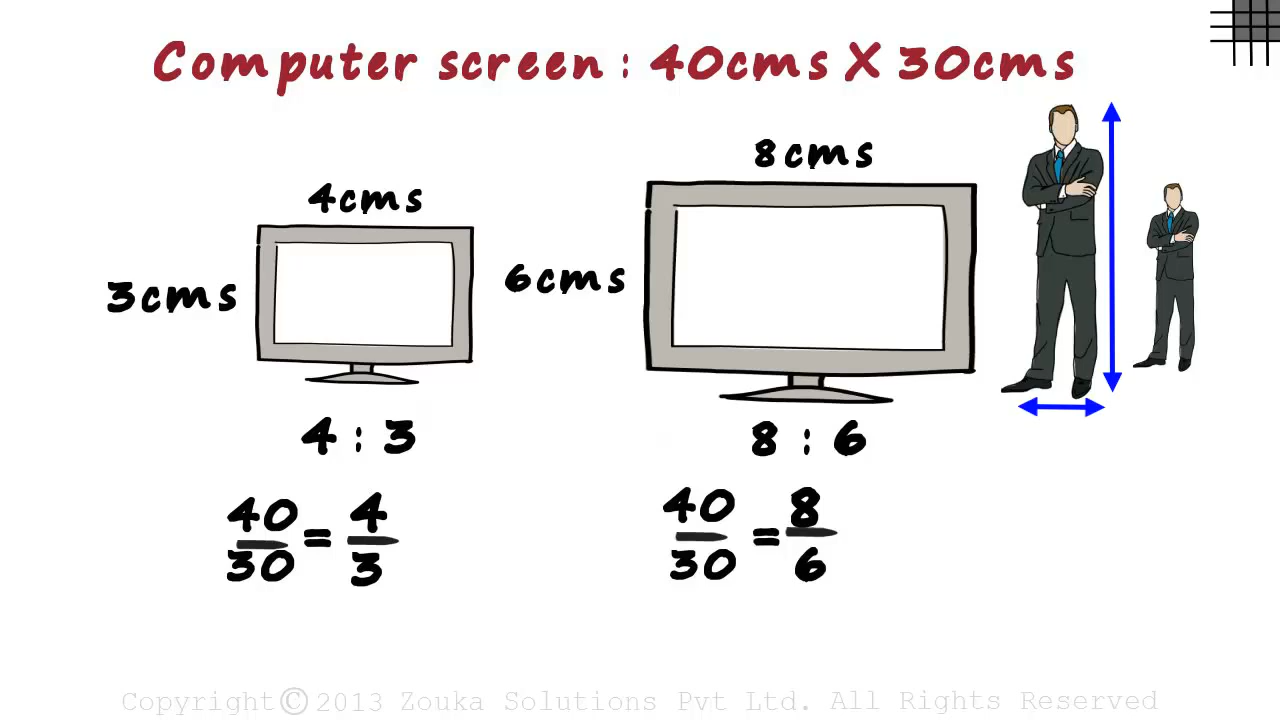 Computer screen : 40cms X 30cms
4cms
3cms
8cms
6cms
4 : 3
8 : 6
40/30 = 4/3
40/30 = 8/6
Copyright© 2013 Zouka Solutions Pvt Ltd. All Rights Reserved